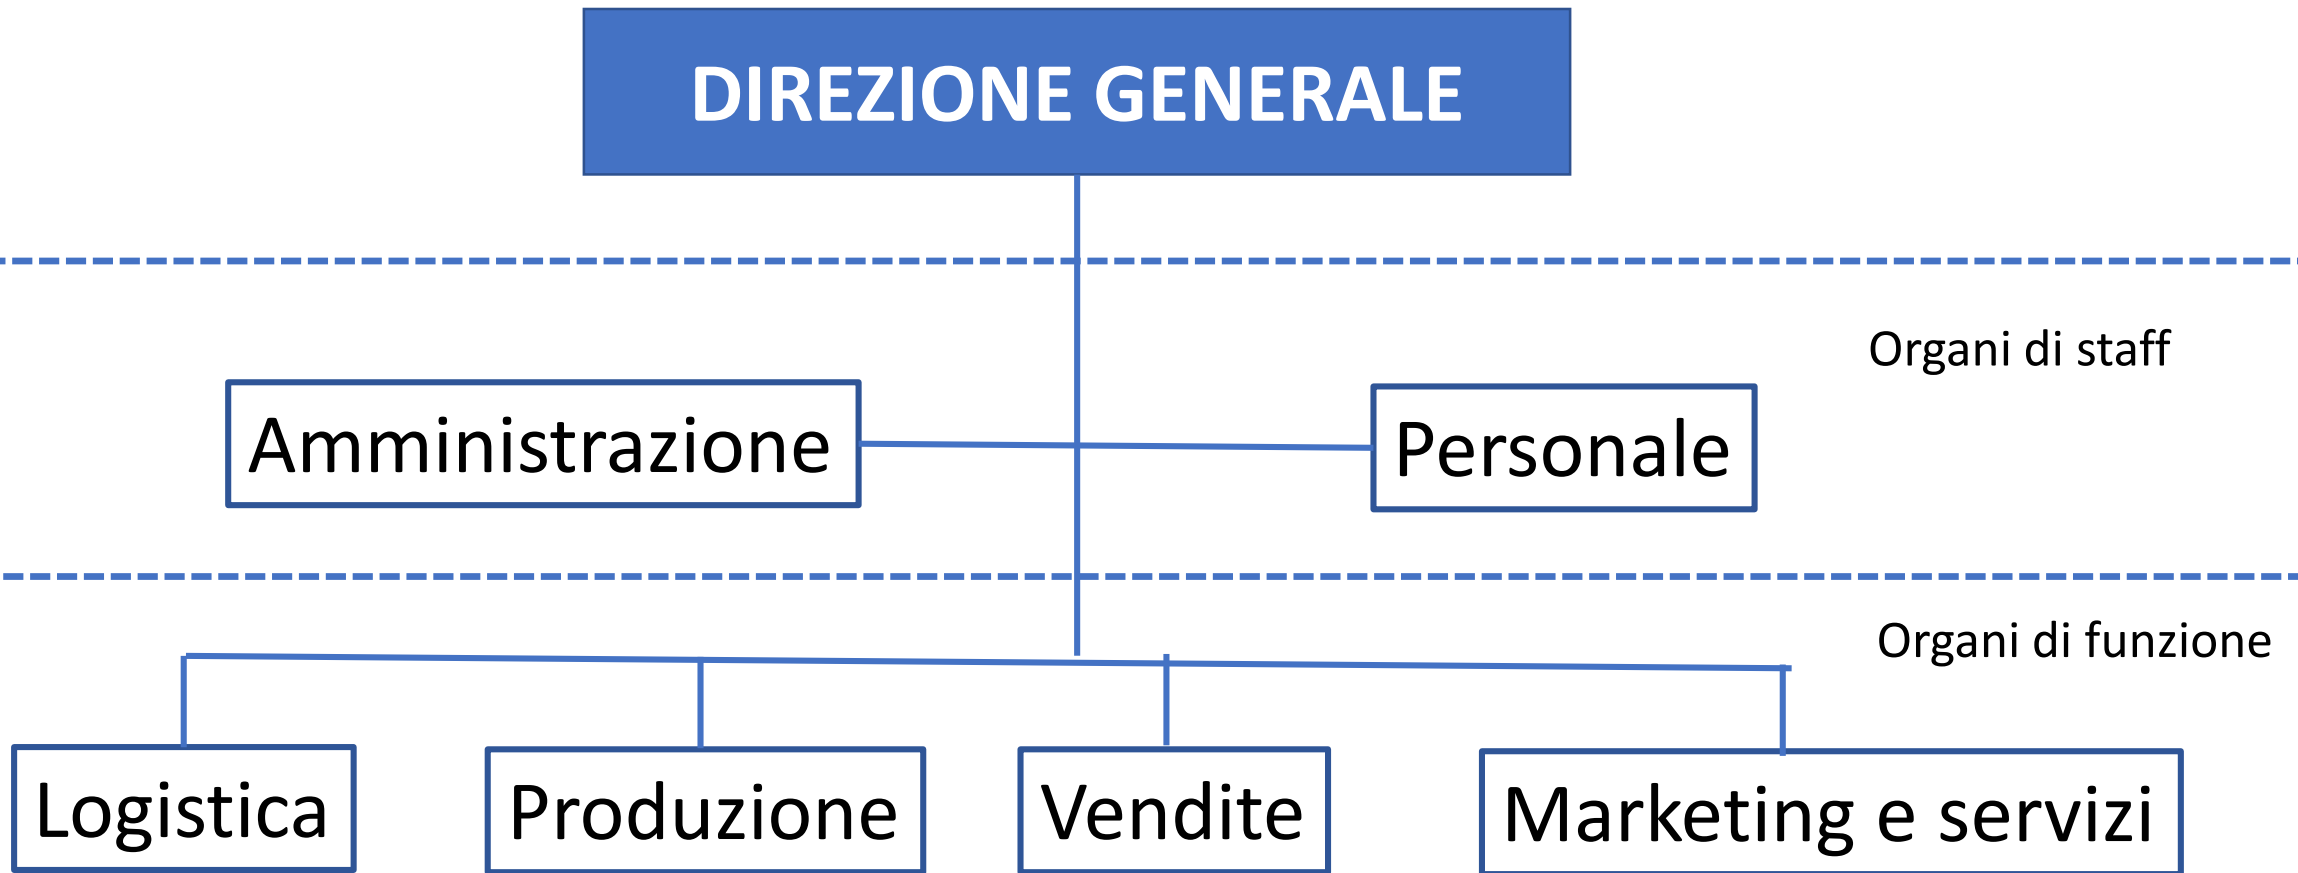 DIREZIONE GENERALE
Organi di staff
Amministrazione
Personale
Organi di funzione
Logistica
Produzione
Vendite
Marketing e servizi